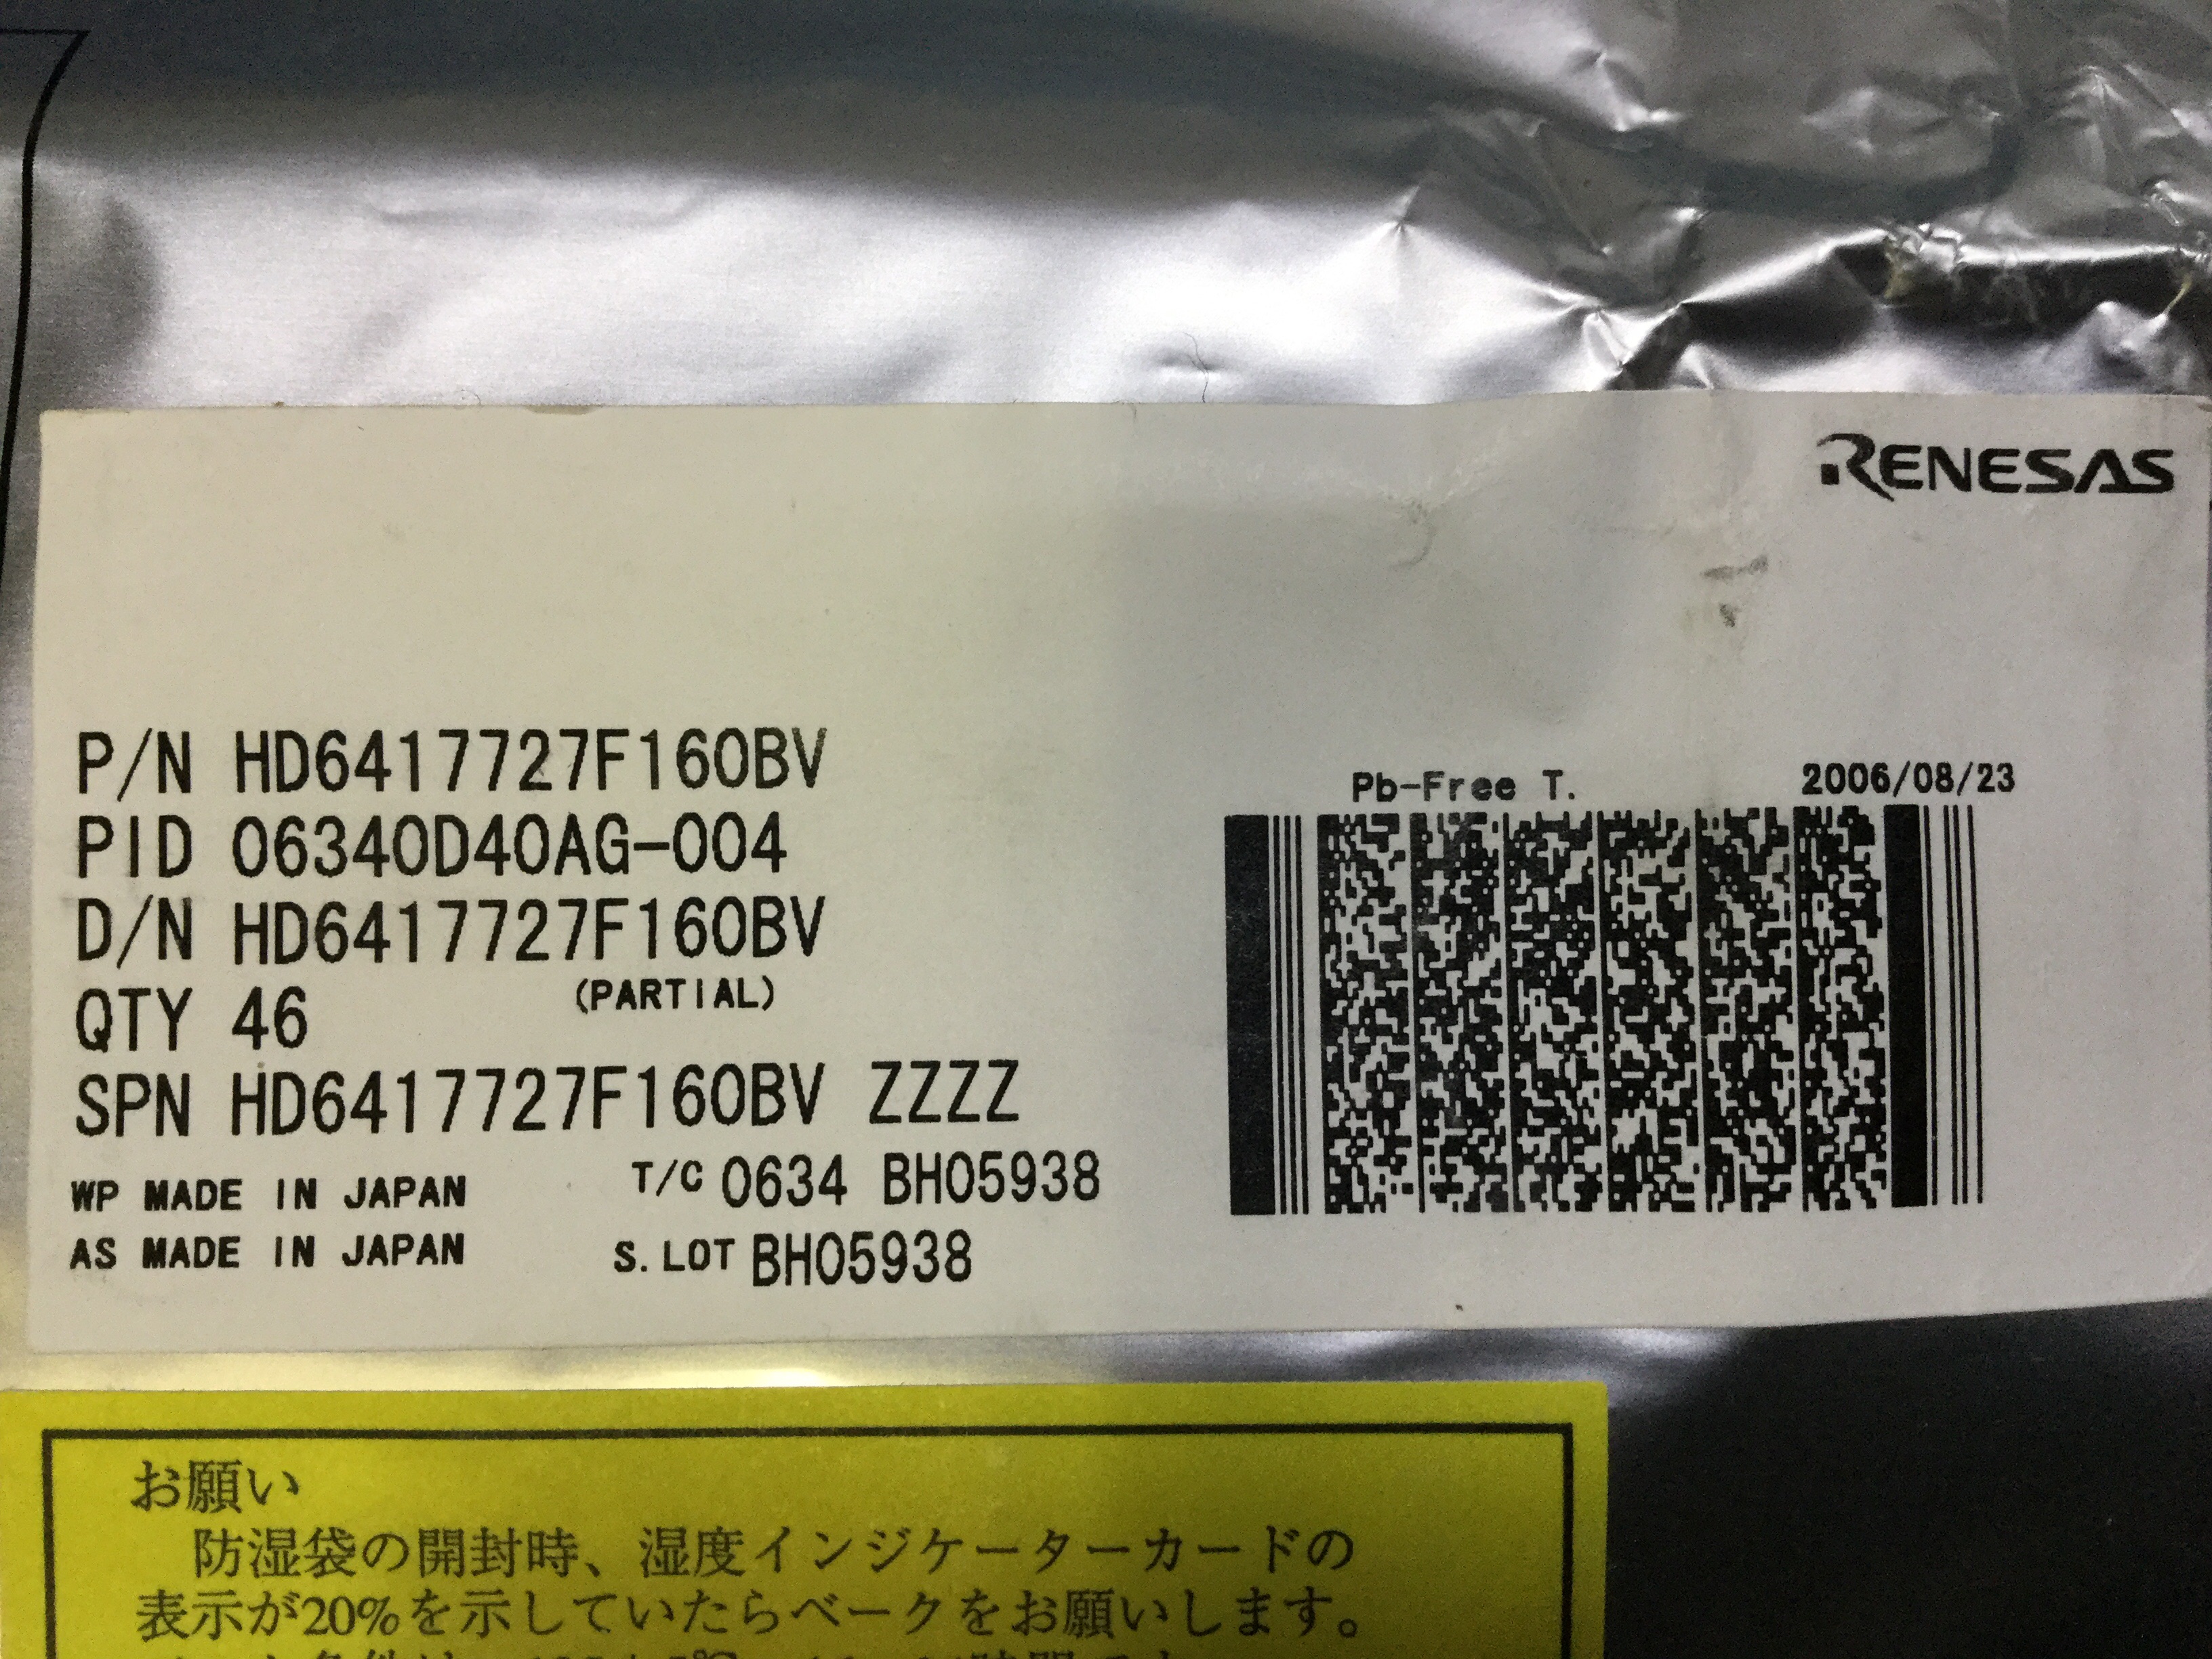 RENESAS
P/N HD6417727F160BV
PID 06340D40AG-004
D/N HD6417727F160BV
QTY 46 (PARTIAL)
SPN HD6417727F160BV ZZZZ
WP MADE IN JAPAN T/C 0634 BH05938
AS MADE IN JAPAN S. LOT BH05938
Pb-Free T. 2006/08/23
お願い
防湿袋の開封時、湿度インジケーターカードの
表示が20%を示していたらベークをお願いします。